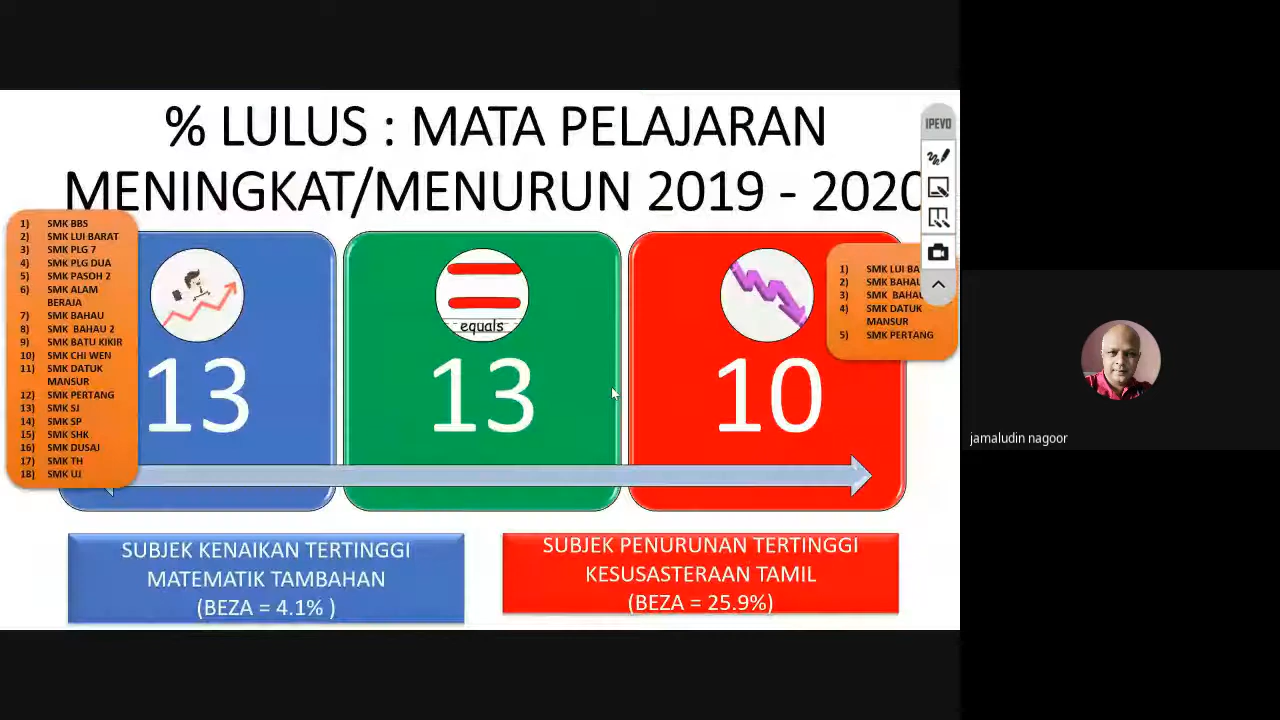 % LULUS : MATA PELAJARAN
MENINGKAT/MENURUN 2019 - 2020
IPEVO
1) SMK BBS
2) SMK LUI BARAT
3) SMK PLG 7
4) SMK PLG DUA
5) SMK PASOH 2
6) SMK ALAM
BERAJA
7) SMK BAHAU
8) SMK BAHAU 2
9) SMK BATU KIKIR
10) SMK CHI WEN
11) SMK DATUK
MANSUR
12) SMK PERTANG
13) SMK SJ
14) SMK SP
15) SMK SHK
16) SMK DUSAJ
17) SMK TH
18) SMK UJ
13
equals
13
10
1) SMK LUI
2) SMK BAHAU
3) SMK BAHAU
4) SMK DATUK
MANSUR
5) SMK PERTANG
SUBJEK KENAIKAN TERTINGGI
MATEMATIK TAMBAHAN
(BEZA = 4.1% )
SUBJEK PENURUNAN TERTINGGI
KESUSASTERAAN TAMIL
(BEZA = 25.9%)
jamaludin nagoor